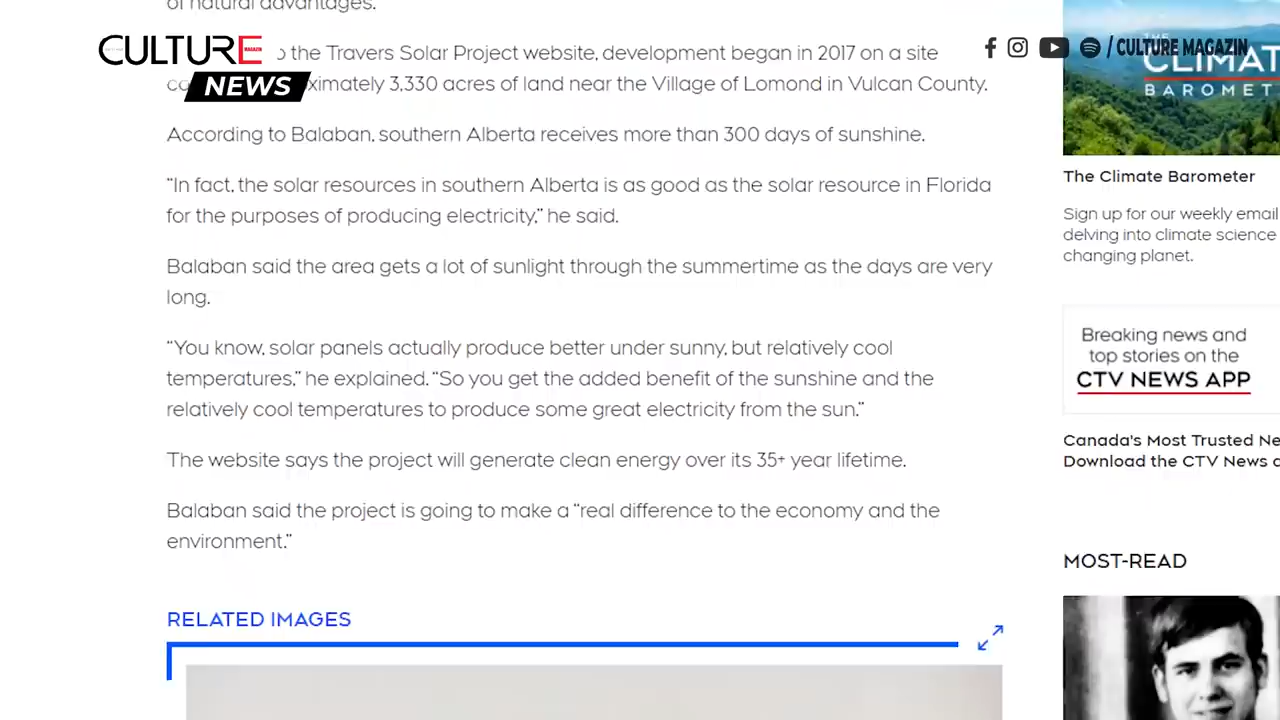 of natural advantages.
CULTURE
MAGAZIN
NEWS
/ CULTURE MAGAZIN
the Travers Solar Project website, development began in 2017 on a site
3,330 acres of land near the Village of Lomond in Vulcan County.
According to Balaban, southern Alberta receives more than 300 days of sunshine.
“In fact, the solar resources in southern Alberta is as good as the solar resource in Florida
for the purposes of producing electricity,” he said.
Balaban said the area gets a lot of sunlight through the summertime as the days are very
long.
“You know, solar panels actually produce better under sunny, but relatively cool
temperatures,” he explained. “So you get the added benefit of the sunshine and the
relatively cool temperatures to produce some great electricity from the sun.”
The website says the project will generate clean energy over its 35+ year lifetime.
Balaban said the project is going to make a “real difference to the economy and the
environment.”
RELATED IMAGES
THE
CLIMAT
BAROMET
The Climate Barometer
Sign up for our weekly email
delving into climate science
changing planet.
Breaking news and
top stories on the
CTV NEWS APP
Canada's Most Trusted Ne
Download the CTV News a
MOST-READ